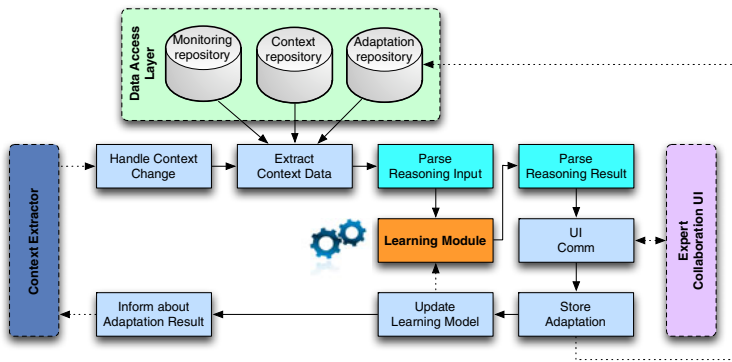 Data Access
Layer
Monitoring
repository
Context
repository
Adaptation
repository
Context Extractor
Handle Context
Change
Extract
Context Data
Parse
Reasoning Input
Parse
Reasoning Result
Learning Module
UI
Comm
Expert
Collaboration UI
Inform about
Adaptation Result
Update
Learning Model
Store
Adaptation